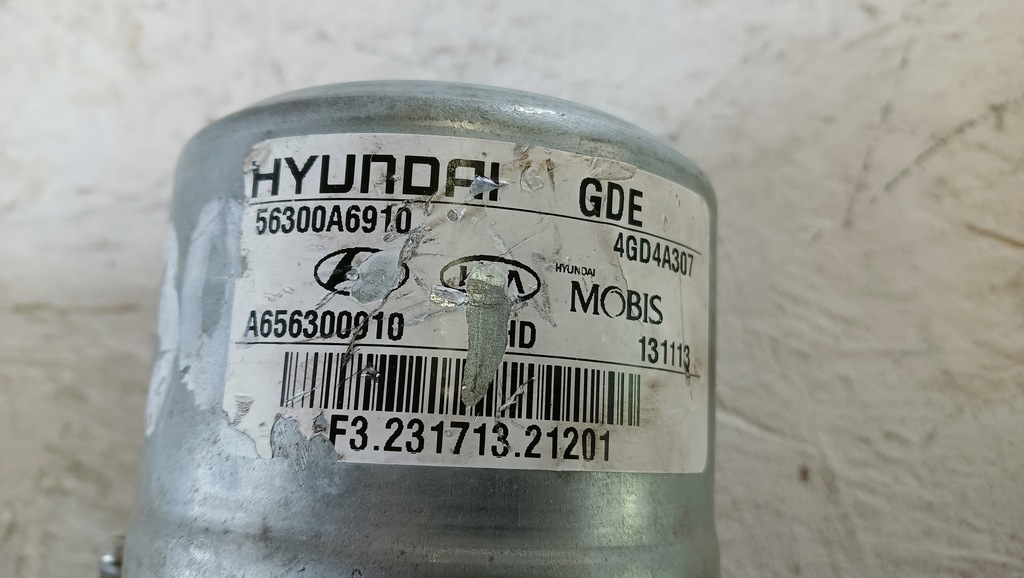 HYUNDAI GDE
56300A6910 4GD4A307
HYUNDAI
MOBIS
A656300910 HD 131113
F3.231713.21201